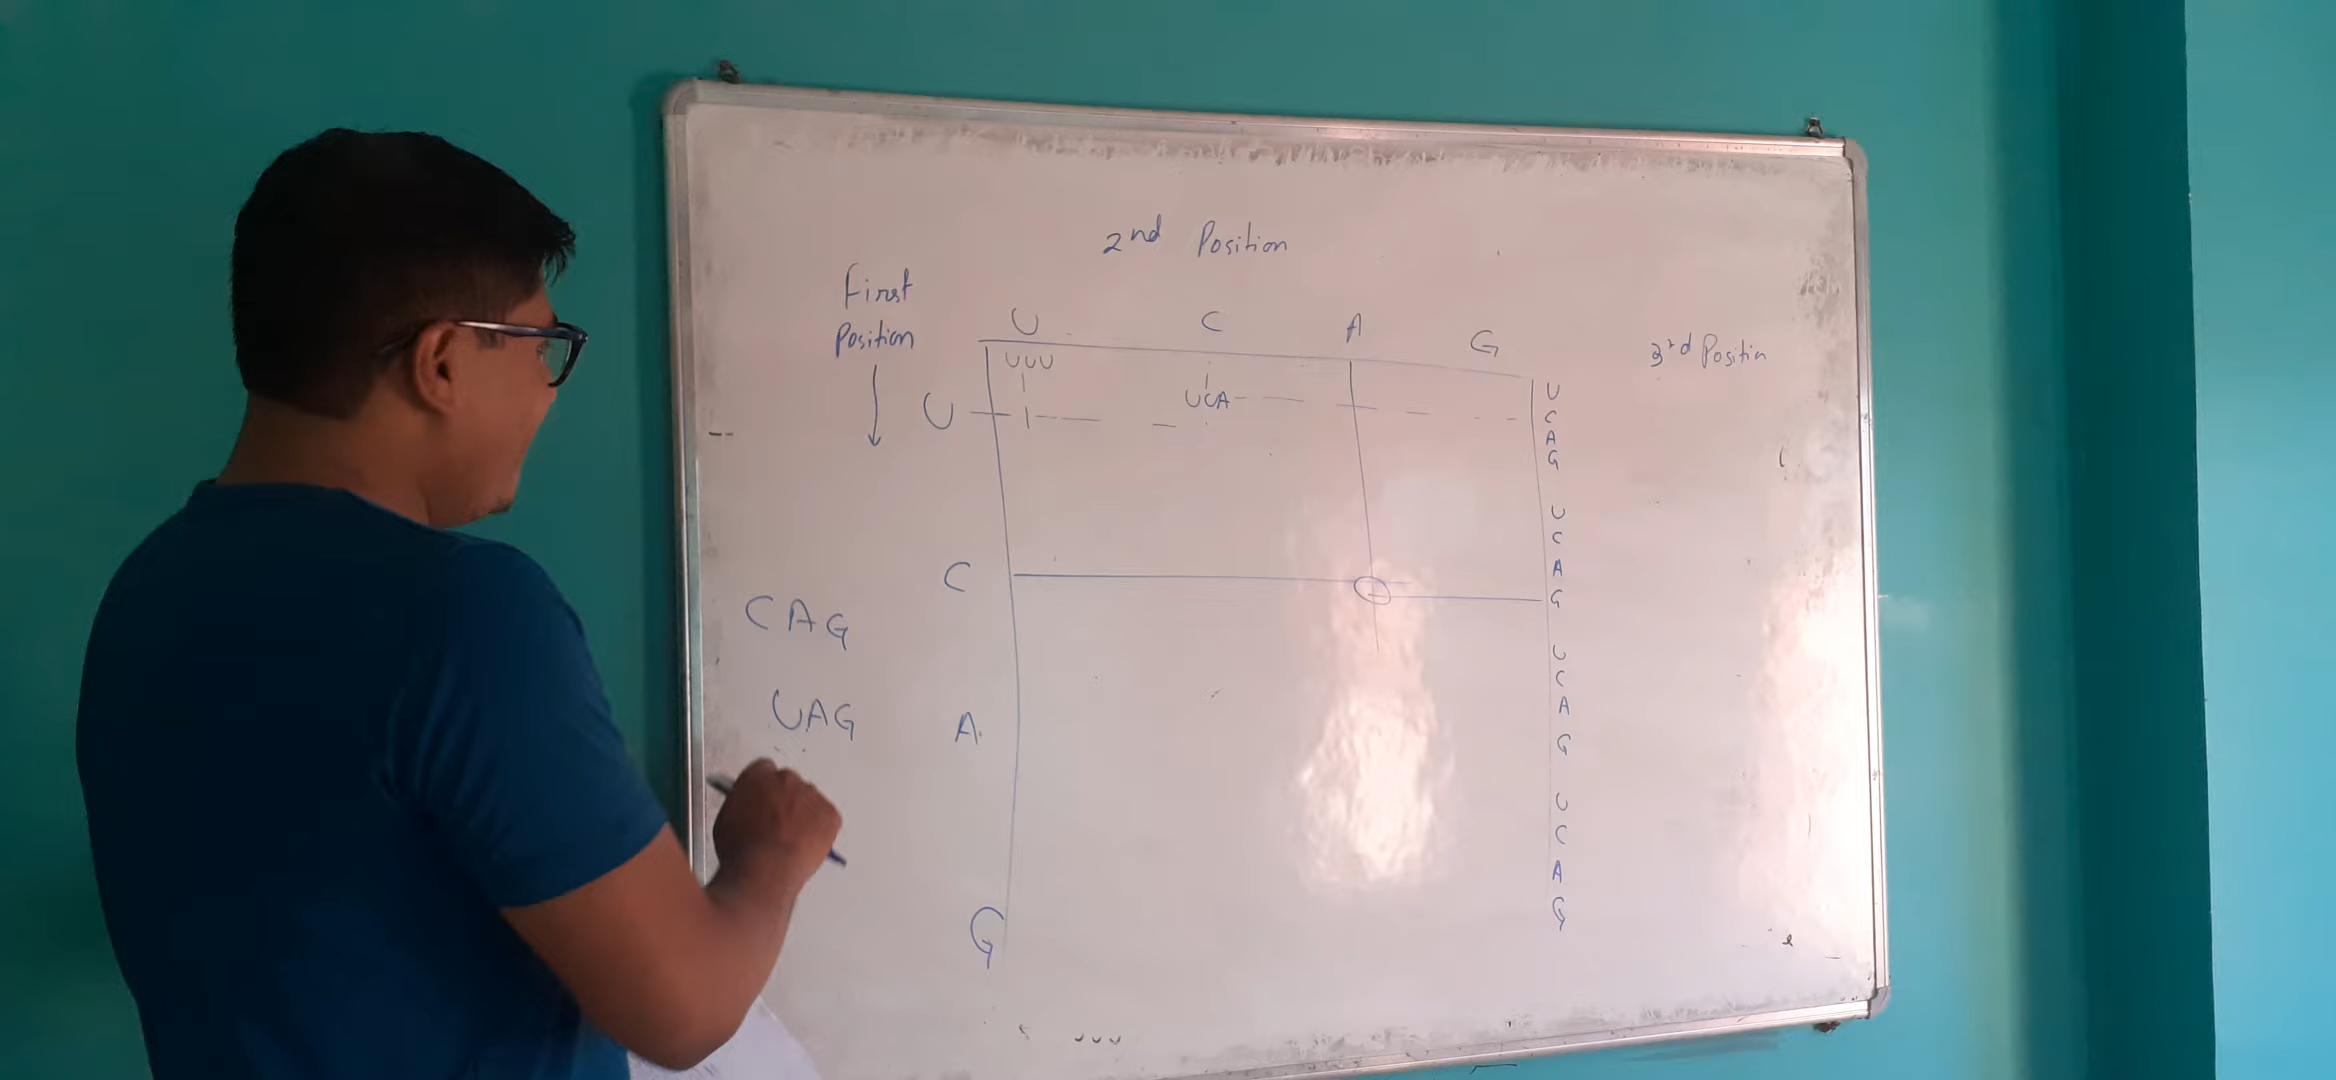 2nd Position
First
Position
U C A G
3rd Positin
UUU
UCA
U
C
A
G
CAG
UAG
U
C
A
G
U
C
A
G
U
C
A
G
U
C
A
G